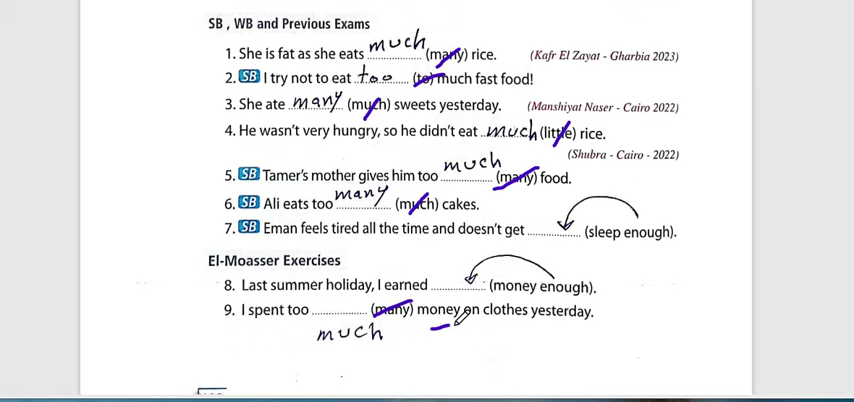 SB , WB and Previous Exams
1. She is fat as she eats much (many) rice. (Kafr El Zayat - Gharbia 2023)
2. SB I try not to eat too (to) much fast food!
3. She ate many (much) sweets yesterday. (Manshiyat Naser - Cairo 2022)
4. He wasn't very hungry, so he didn't eat much (little) rice.
(Shubra - Cairo - 2022)
5. SB Tamer's mother gives him too much (many) food.
6. SB Ali eats too many (much) cakes.
7. SB Eman feels tired all the time and doesn't get .................. (sleep enough).
El-Moasser Exercises
8. Last summer holiday, I earned .................. (money enough).
9. I spent too .................. (many) money on clothes yesterday.
much